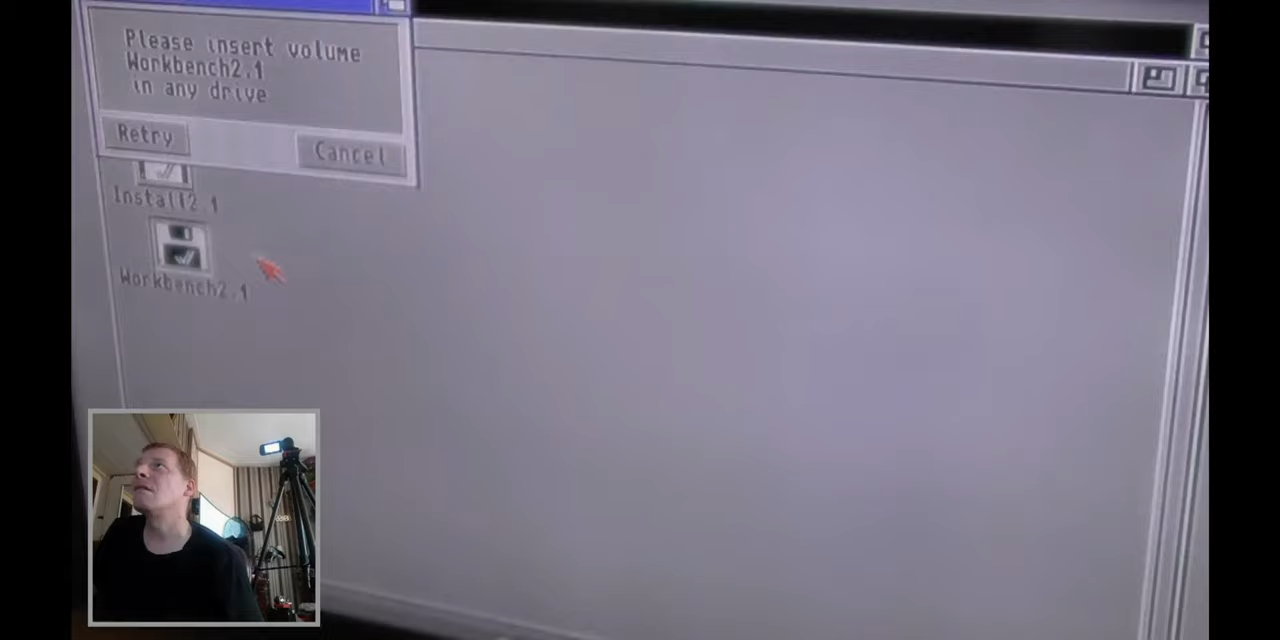 Please insert volume
Workbench2.1
in any drive
Retry
Cancel
Install2.1
Workbench2.1